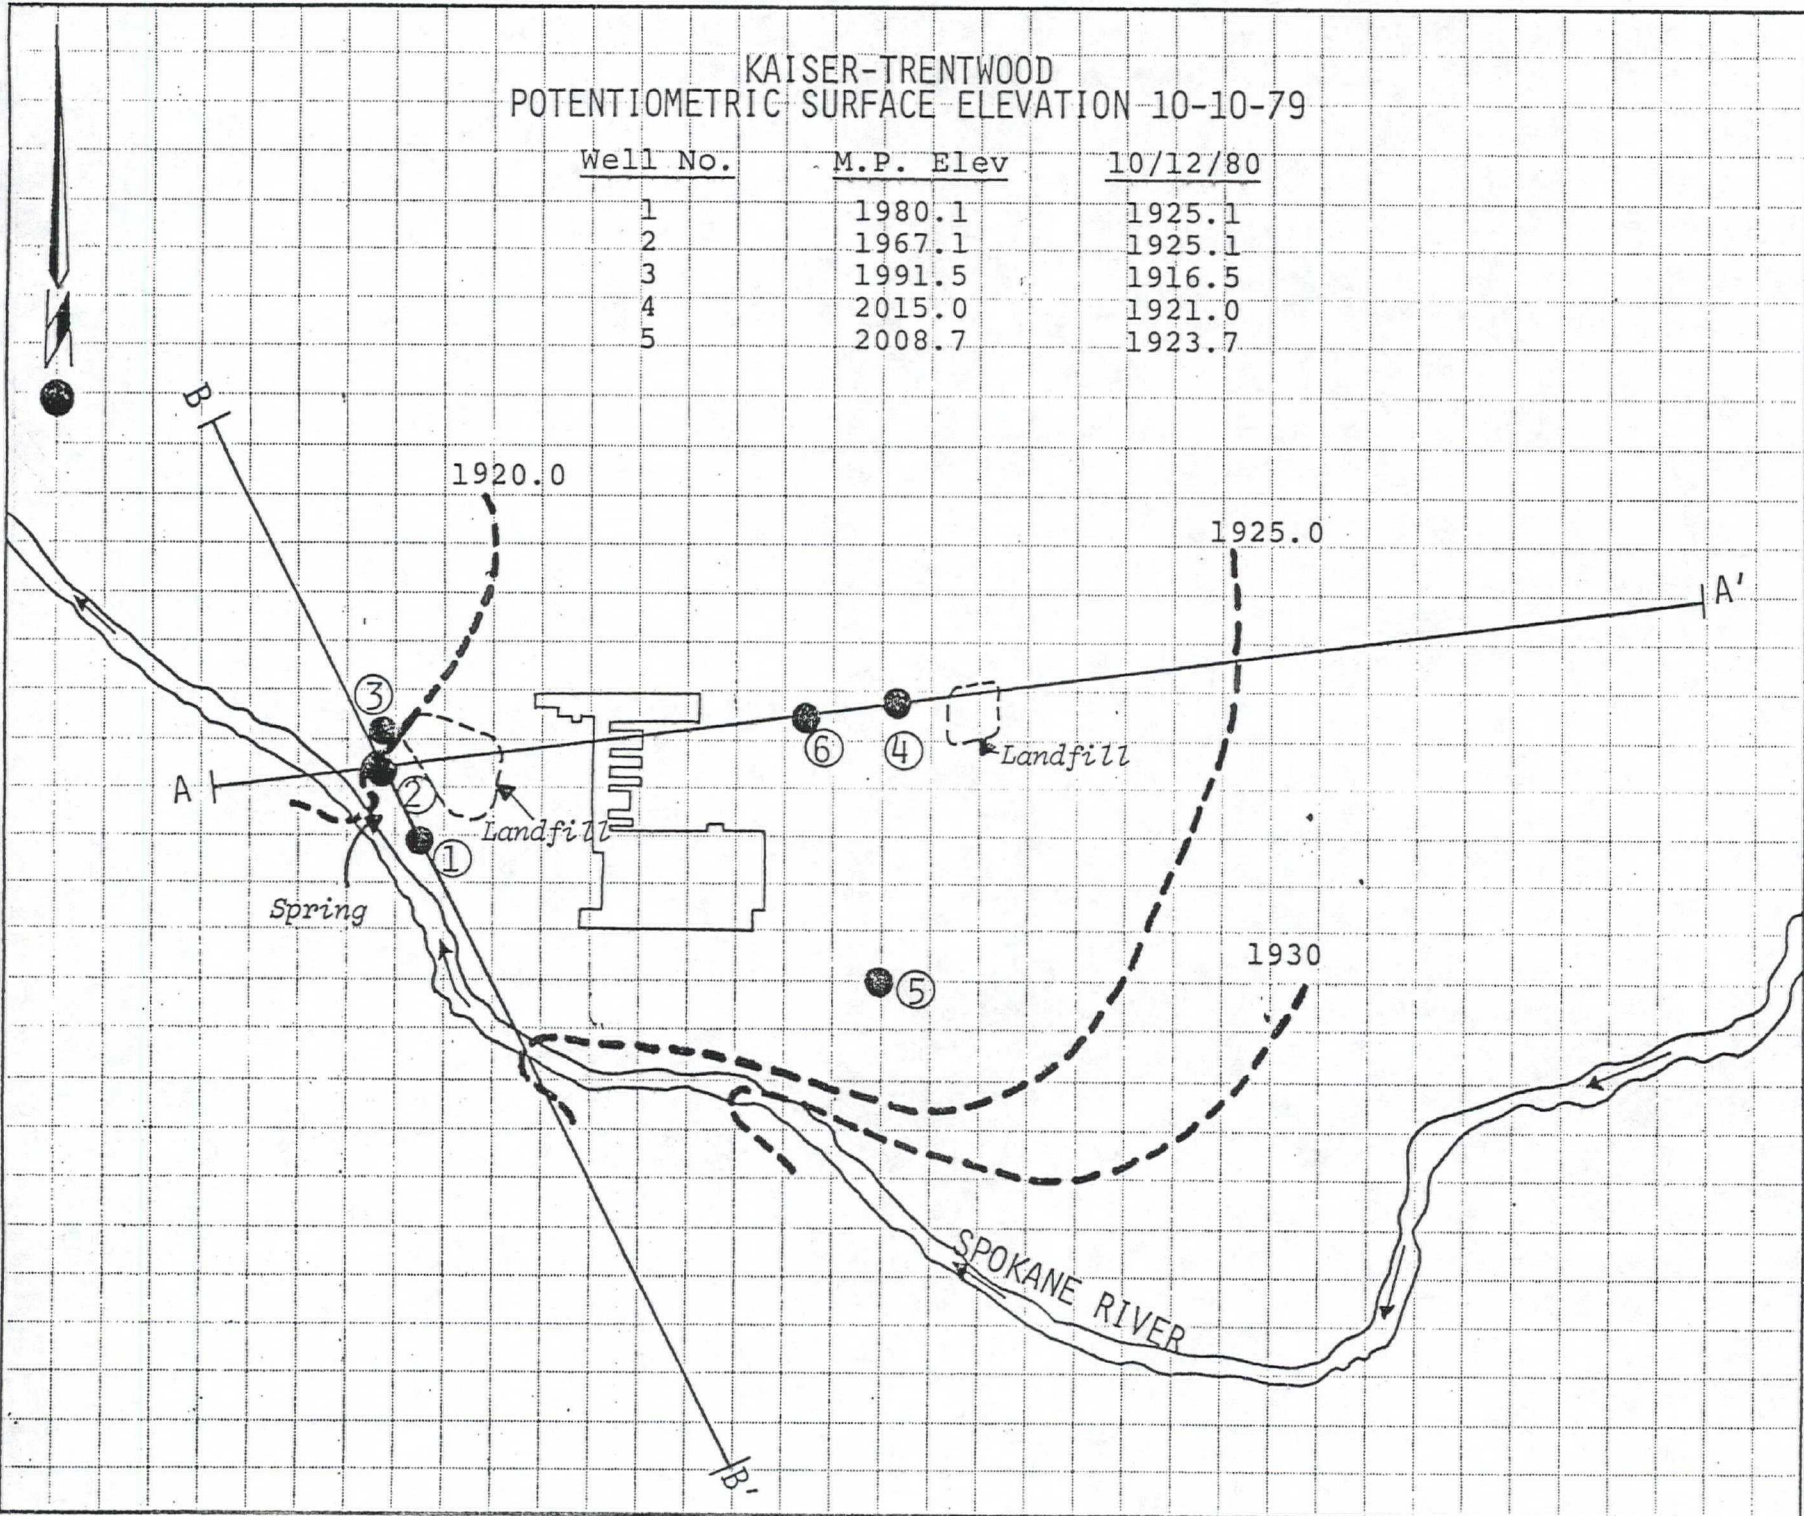 KAISER-TRENTWOOD
POTENTIOMETRIC SURFACE ELEVATION 10-10-79
Well No. M.P. Elev 10/12/80
1 1980.1 1925.1
2 1967.1 1925.1
3 1991.5 1916.5
4 2015.0 1921.0
5 2008.7 1923.7
N
B
1920.0
1925.0
A'
3
6
4
Landfill
A
2
Landfill
1
Spring
1930
5
SPOKANE RIVER
B'